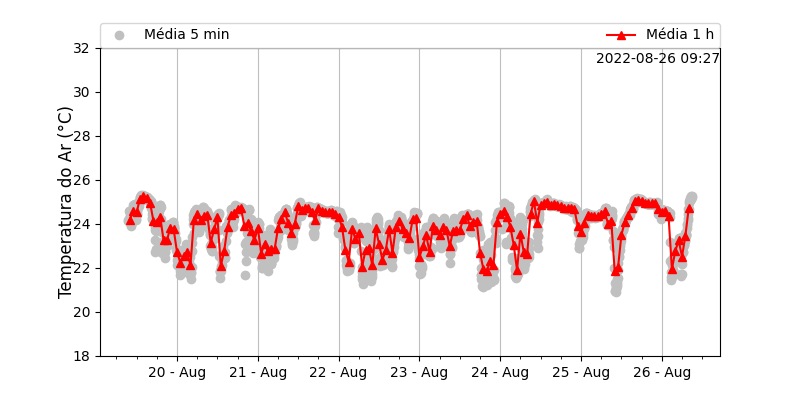 Média 5 min
Média 1 h
2022-08-26 09:27
Temperatura do Ar (°C)
32
30
28
26
24
22
20
18
20 - Aug
21 - Aug
22 - Aug
23 - Aug
24 - Aug
25 - Aug
26 - Aug